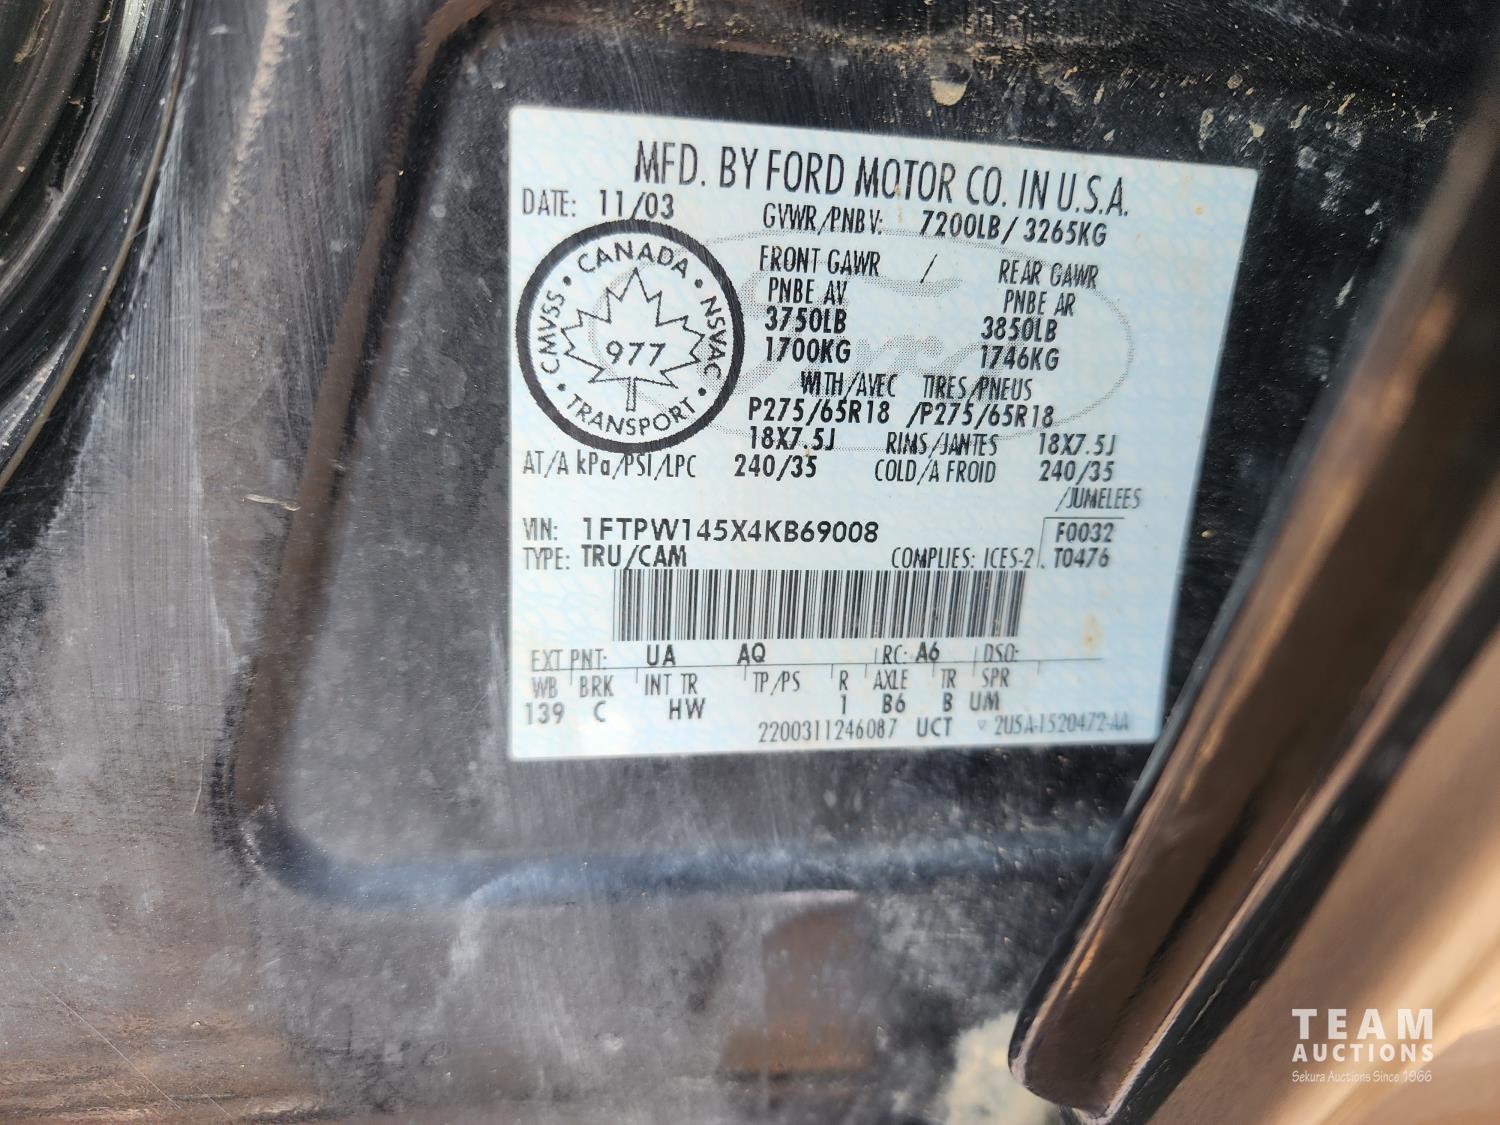 MFD. BY FORD MOTOR CO. IN U.S.A.
DATE: 11/03 GVWR/PNBV: 7200LB/ 3265KG
FRONT GAWR / REAR GAWR
PNBE AV PNBE AR
3750LB 3850LB
1700KG 1746KG
WITH/AVEC TIRES/PNEUS
P275/65R18 /P275/65R18
18X7.5J RIMS/JANTES 18X7.5J
AT/A kPa/PSI/LPC 240/35 COLD/A FROID 240/35
/JUMELEES
CANADA • NSVAC • TRANSPORT • CMVSS •
977
VIN: 1FTPW145X4KB69008 F0032
TYPE: TRU/CAM COMPLIES: ICES-2. T0476
EXT PNT: UA AQ RC: A6 DSO:
WB BRK INT TR TP/PS R AXLE TR SPR
139 C HW 1 B6 B UM
2200311246087 UCT ▽ 2U5A-1520472-AA
TEAM
AUCTIONS
Sekura Auctions Since 1966